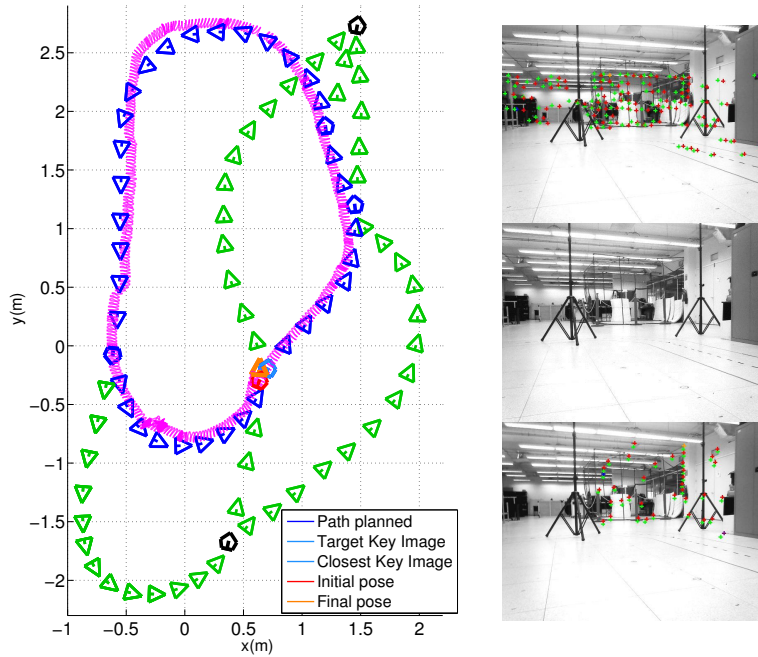 2.5
2
1.5
1
0.5
0
−0.5
−1
−1.5
−2
y(m)
−1 −0.5 0 0.5 1 1.5 2
x(m)
Path planned
Target Key Image
Closest Key Image
Initial pose
Final pose